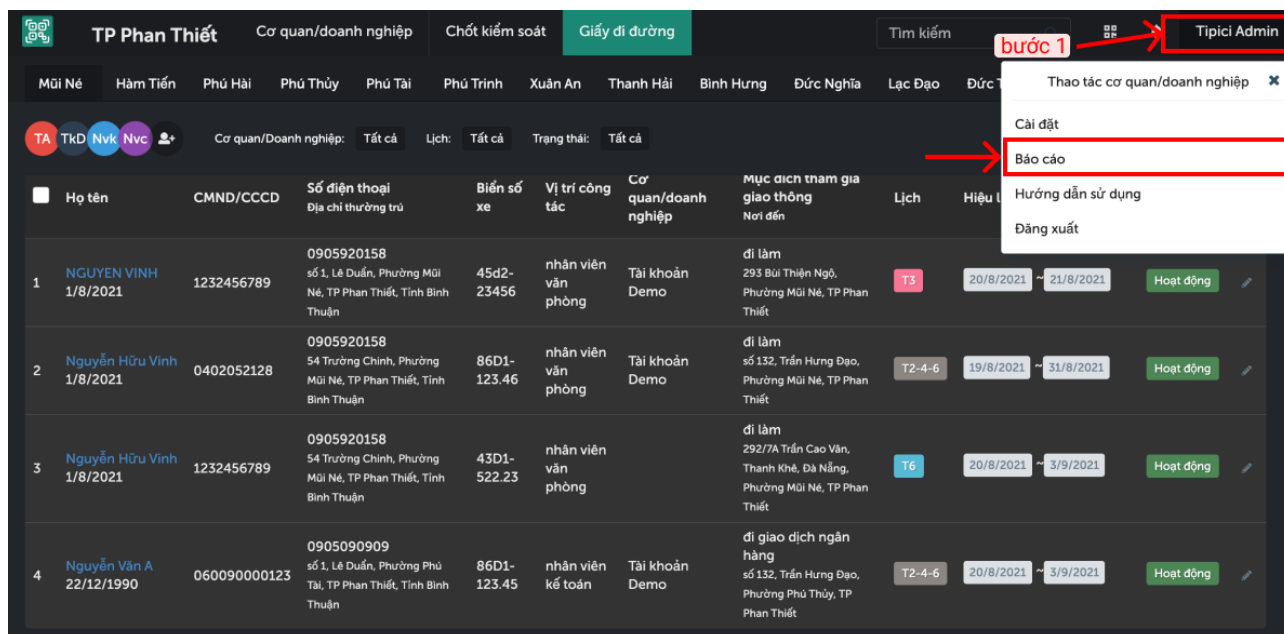 TP Phan Thiết Cơ quan/doanh nghiệp Chốt kiểm soát Giấy đi đường Tìm kiếm Tipici Admin
bước 1
Mũi Né Hàm Tiến Phú Hài Phú Thủy Phú Tài Phú Trinh Xuân An Thanh Hải Bình Hưng Đức Nghĩa Lạc Đạo Đức
Thao tác cơ quan/doanh nghiệp
Cài đặt
Báo cáo
Hướng dẫn sử dụng
Đăng xuất
TA TkD Nvk Nvc Cơ quan/Doanh nghiệp: Tất cả Lịch: Tất cả Trạng thái: Tất cả
Họ tên
CMND/CCCD
Số điện thoại
Địa chỉ thường trú
Biển số
xe
Vị trí công
tác
Cơ
quan/doanh
nghiệp
Mục đích tham gia
giao thông
Nơi đến
Lịch
Hiệu
1
NGUYEN VINH
1/8/2021
1232456789
0905920158
số 1, Lê Duẩn, Phường Mũi
Né, TP Phan Thiết, Tỉnh Bình
Thuận
45d2-
23456
nhân viên
văn
phòng
Tài khoản
Demo
đi làm
293 Bùi Thiện Ngộ,
Phường Mũi Né, TP Phan
Thiết
T3
20/8/2021 ~ 21/8/2021
Hoạt động
2
Nguyễn Hữu Vinh
1/8/2021
0402052128
0905920158
54 Trường Chinh, Phường
Mũi Né, TP Phan Thiết, Tỉnh
Bình Thuận
86D1-
123.46
nhân viên
văn
phòng
Tài khoản
Demo
đi làm
số 132, Trần Hưng Đạo,
Phường Mũi Né, TP Phan
Thiết
T2-4-6
19/8/2021 ~ 31/8/2021
Hoạt động
3
Nguyễn Hữu Vinh
1/8/2021
1232456789
0905920158
54 Trường Chinh, Phường
Mũi Né, TP Phan Thiết, Tỉnh
Bình Thuận
43D1-
522.23
nhân viên
văn
phòng
đi làm
292/7A Trần Cao Vân,
Thanh Khê, Đà Nẵng,
Phường Mũi Né, TP Phan
Thiết
T6
20/8/2021 ~ 3/9/2021
Hoạt động
4
Nguyễn Văn A
22/12/1990
060090000123
0905090909
số 1, Lê Duẩn, Phường Phú
Tài, TP Phan Thiết, Tỉnh Bình
Thuận
86D1-
123.45
nhân viên
kế toán
Tài khoản
Demo
đi giao dịch ngân
hàng
số 132, Trần Hưng Đạo,
Phường Phú Thủy, TP
Phan Thiết
T2-4-6
20/8/2021 ~ 3/9/2021
Hoạt động